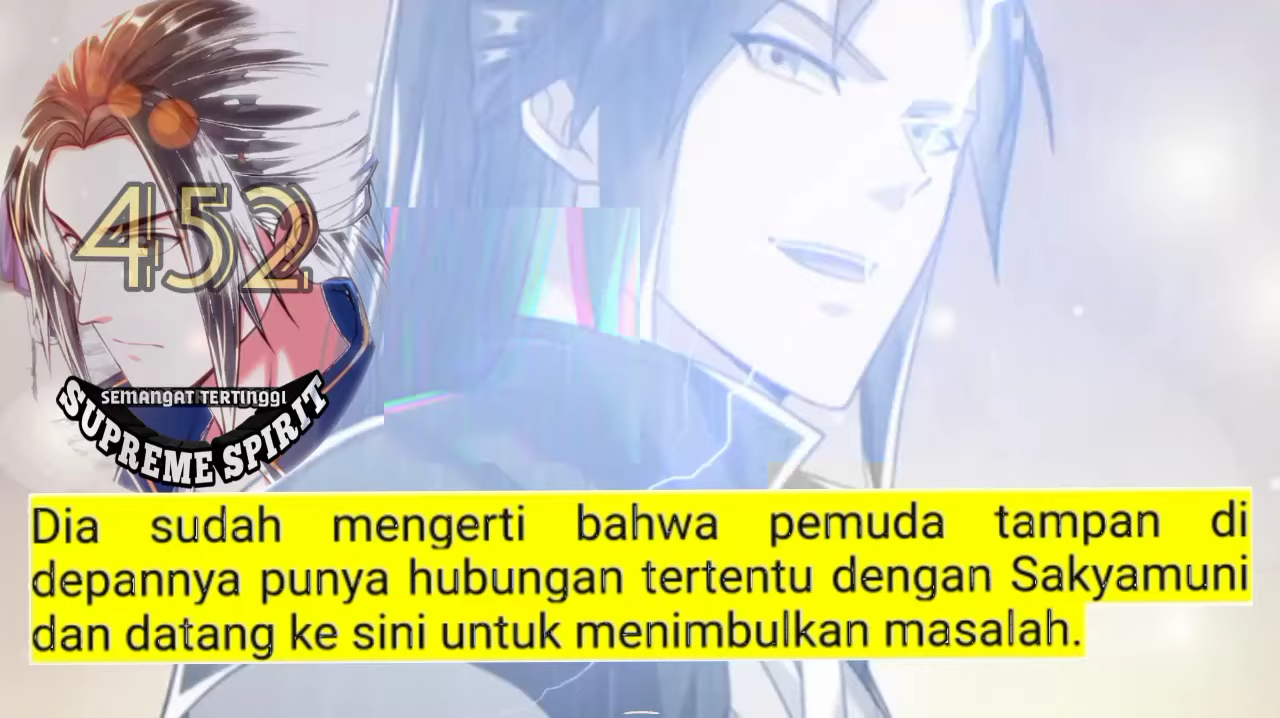 452
SEMANGAT TERTINGGI
SUPREME SPIRIT
Dia sudah mengerti bahwa pemuda tampan di
depannya punya hubungan tertentu dengan Sakyamuni
dan datang ke sini untuk menimbulkan masalah.